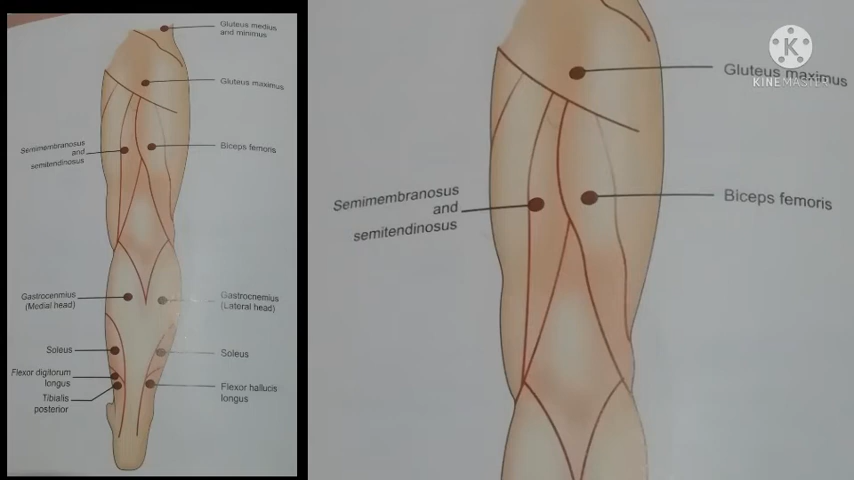 Gluteus medius
and minimus
Gluteus maximus
Semimembranosus
and
semitendinosus
Biceps femoris
Gastrocenmius
(Medial head)
Gastrocnemius
(Lateral head)
Soleus
Soleus
Flexor digitorum
longus
Flexor hallucis
longus
Tibialis
posterior
Gluteus maximus
K
KINEMASTER
Semimembranosus
and
semitendinosus
Biceps femoris